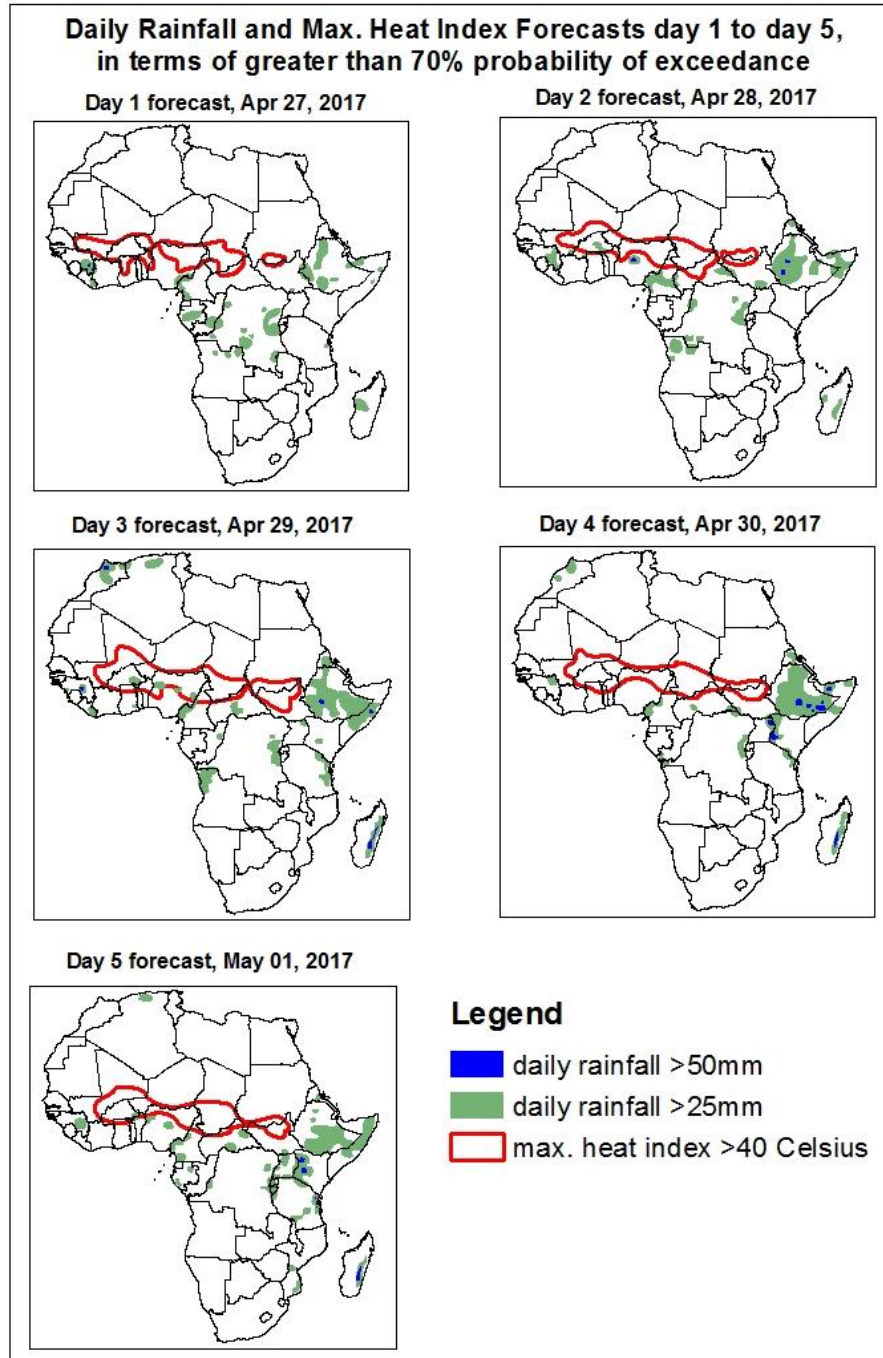 Daily Rainfall and Max. Heat Index Forecasts day 1 to day 5,
in terms of greater than 70% probability of exceedance
Day 1 forecast, Apr 27, 2017
Day 2 forecast, Apr 28, 2017
Day 3 forecast, Apr 29, 2017
Day 4 forecast, Apr 30, 2017
Day 5 forecast, May 01, 2017
Legend
daily rainfall >50mm
daily rainfall >25mm
max. heat index >40 Celsius